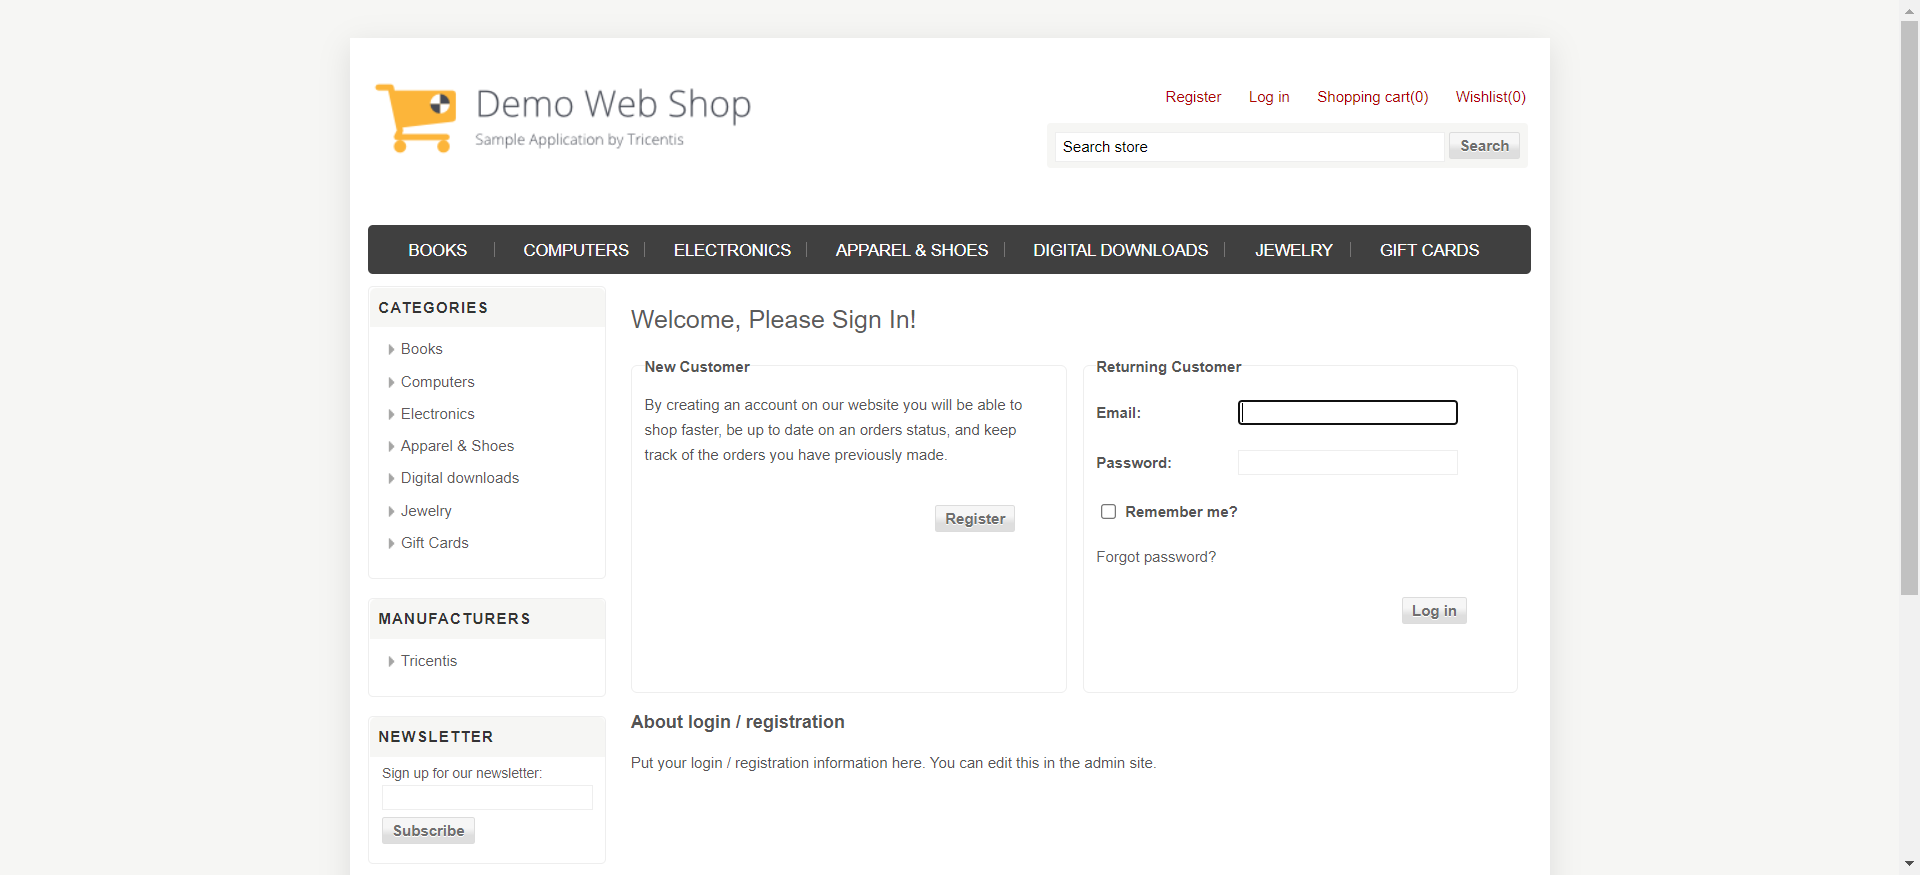 Demo Web Shop
Sample Application by Tricentis
Register Log in Shopping cart(0) Wishlist(0)
Search store Search
BOOKS COMPUTERS ELECTRONICS APPAREL & SHOES DIGITAL DOWNLOADS JEWELRY GIFT CARDS
CATEGORIES
Books
Computers
Electronics
Apparel & Shoes
Digital downloads
Jewelry
Gift Cards
MANUFACTURERS
Tricentis
NEWSLETTER
Sign up for our newsletter:
Subscribe
Welcome, Please Sign In!
New Customer
By creating an account on our website you will be able to
shop faster, be up to date on an orders status, and keep
track of the orders you have previously made.
Register
Returning Customer
Email:
Password:
Remember me?
Forgot password?
Log in
About login / registration
Put your login / registration information here. You can edit this in the admin site.